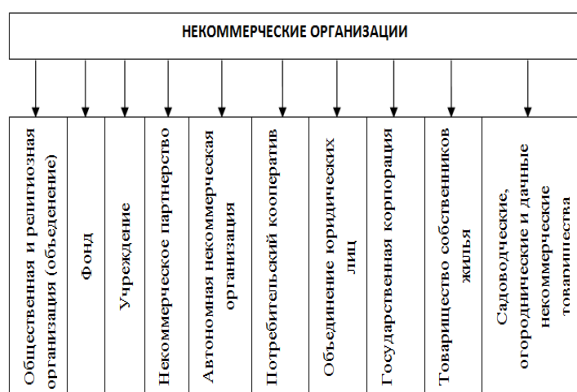 НЕКОММЕРЧЕСКИЕ ОРГАНИЗАЦИИ
Общественная и религиозная
организация (объеденение)
Фонд
Учреждение
Некоммерческое партнерство
Автономная некоммерческая
организация
Потребительский кооператив
Объединение юридических
лиц
Государственная корпорация
Товарищество собственников
жилья
Садоводческие,
огороднические и дачные
некоммерческие
товарищества